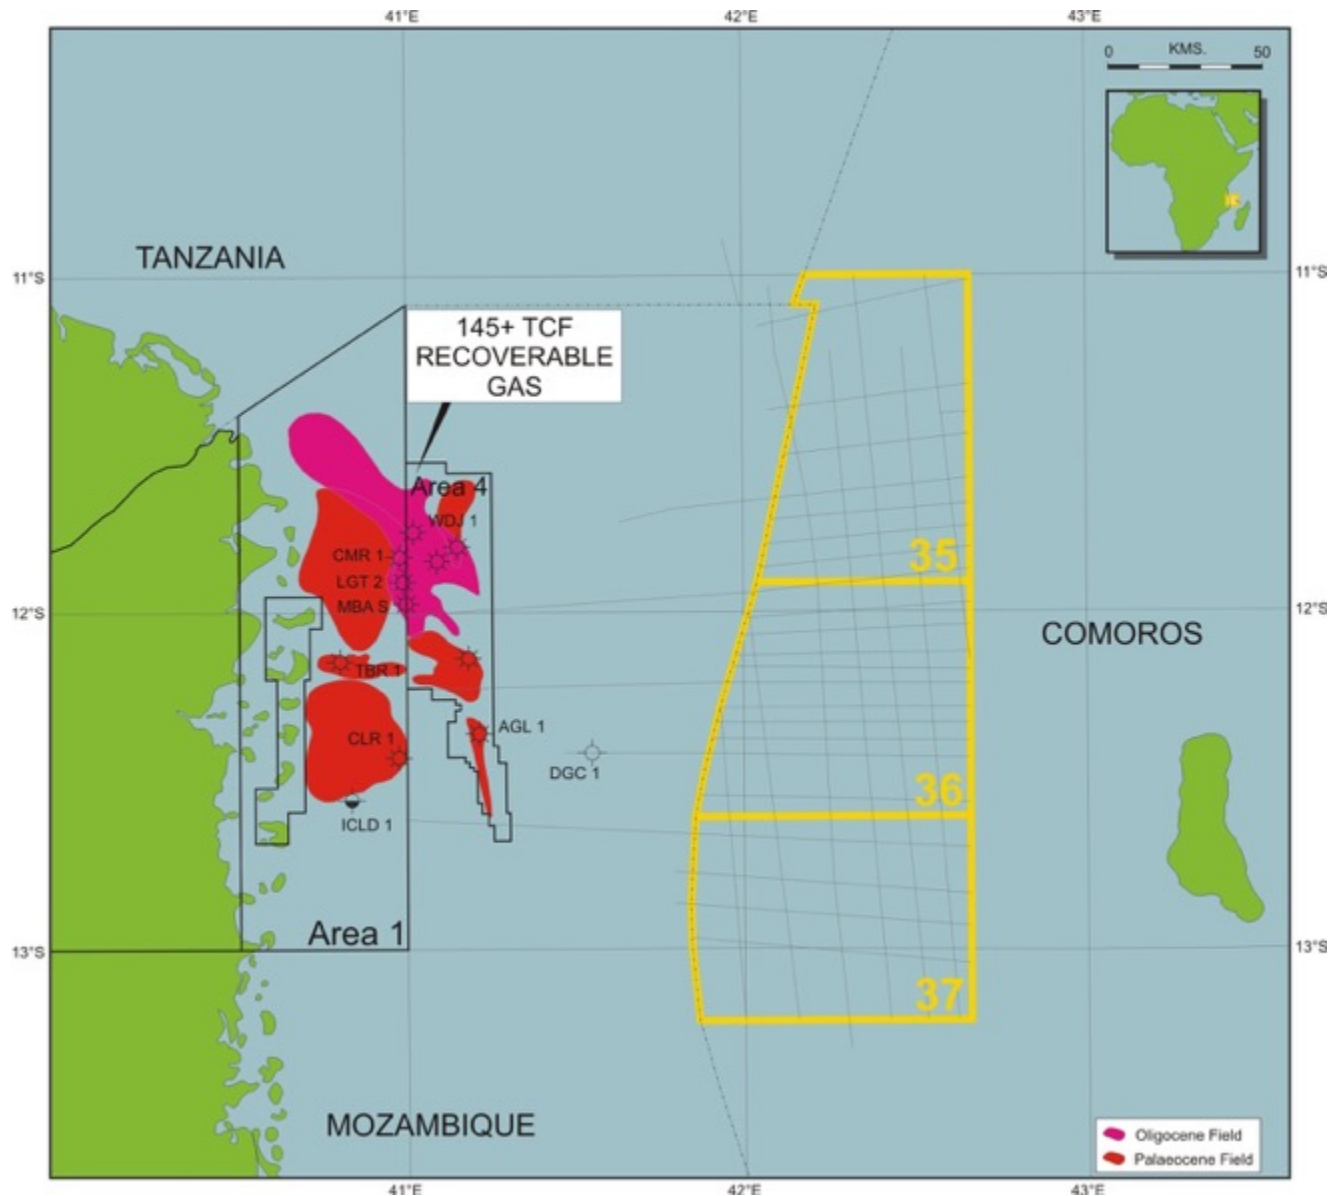 41°E
42°E
43°E
0 KMS. 50
TANZANIA
11°S
11°S
145+ TCF
RECOVERABLE
GAS
Area 4
WDJ 1
CMR 1
LGT 2
MBA S
35
12°S
12°S
COMOROS
TBR 1
AGL 1
CLR 1
DGC 1
36
ICLD 1
Area 1
13°S
13°S
37
MOZAMBIQUE
Oligocene Field
Palaeocene Field
41°E
42°E
43°E